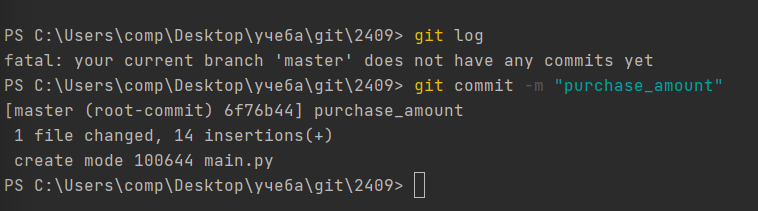 PS C:\Users\comp\Desktop\учеба\git\2409> git log
fatal: your current branch 'master' does not have any commits yet
PS C:\Users\comp\Desktop\учеба\git\2409> git commit -m "purchase_amount"
[master (root-commit) 6f76b44] purchase_amount
 1 file changed, 14 insertions(+)
 create mode 100644 main.py
PS C:\Users\comp\Desktop\учеба\git\2409>